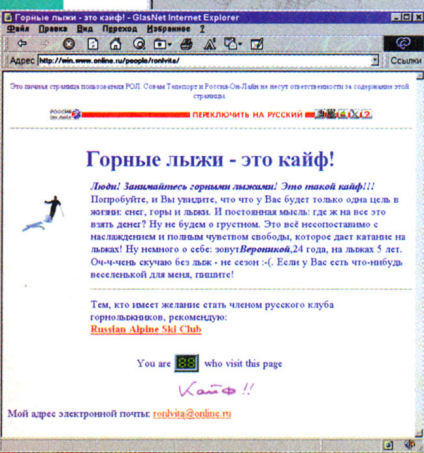 Горные лыжи - это кайф! - GlasNet Internet Explorer
Файл Правка Вид Переход Избранное ?
Адрес http://win.www.online.ru/people/ronlvita/ Ссылки
Это личная страница пользователя РОЛ. Совам Телепорт и Россия-Он-Лайн не несут ответственности за содержание этой
страницы.
РОССИЯ ПЕРЕКЛЮЧИТЬ НА РУССКИЙ
Горные лыжи - это кайф!
Люди! Занимайтесь горными лыжами! Это такой кайф!!!
Попробуйте, и Вы увидите, что что у Вас будет только одна цель в
жизни: снег, горы и лыжи. И постоянная мысль: где ж на все это
взять денег? Ну не будем о грустном. Это всё несопоставимо с
наслаждением и полным чувством свободы, которое дает катание на
лыжах! Ну немного о себе: зовут Вероникой,24 года, на лыжах 5 лет.
Оч-ч-чень скучаю без лыж - не сезон :-(. Если у Вас есть что-нибудь
веселенькой для меня, пишите!
Тем, кто имеет желание стать членом русского клуба
горнолыжников, рекомендую:
Russian Alpine Ski Club
You are 88 who visit this page
Кайф!!
Мой адрес электронной почты: ronlvita@online.ru